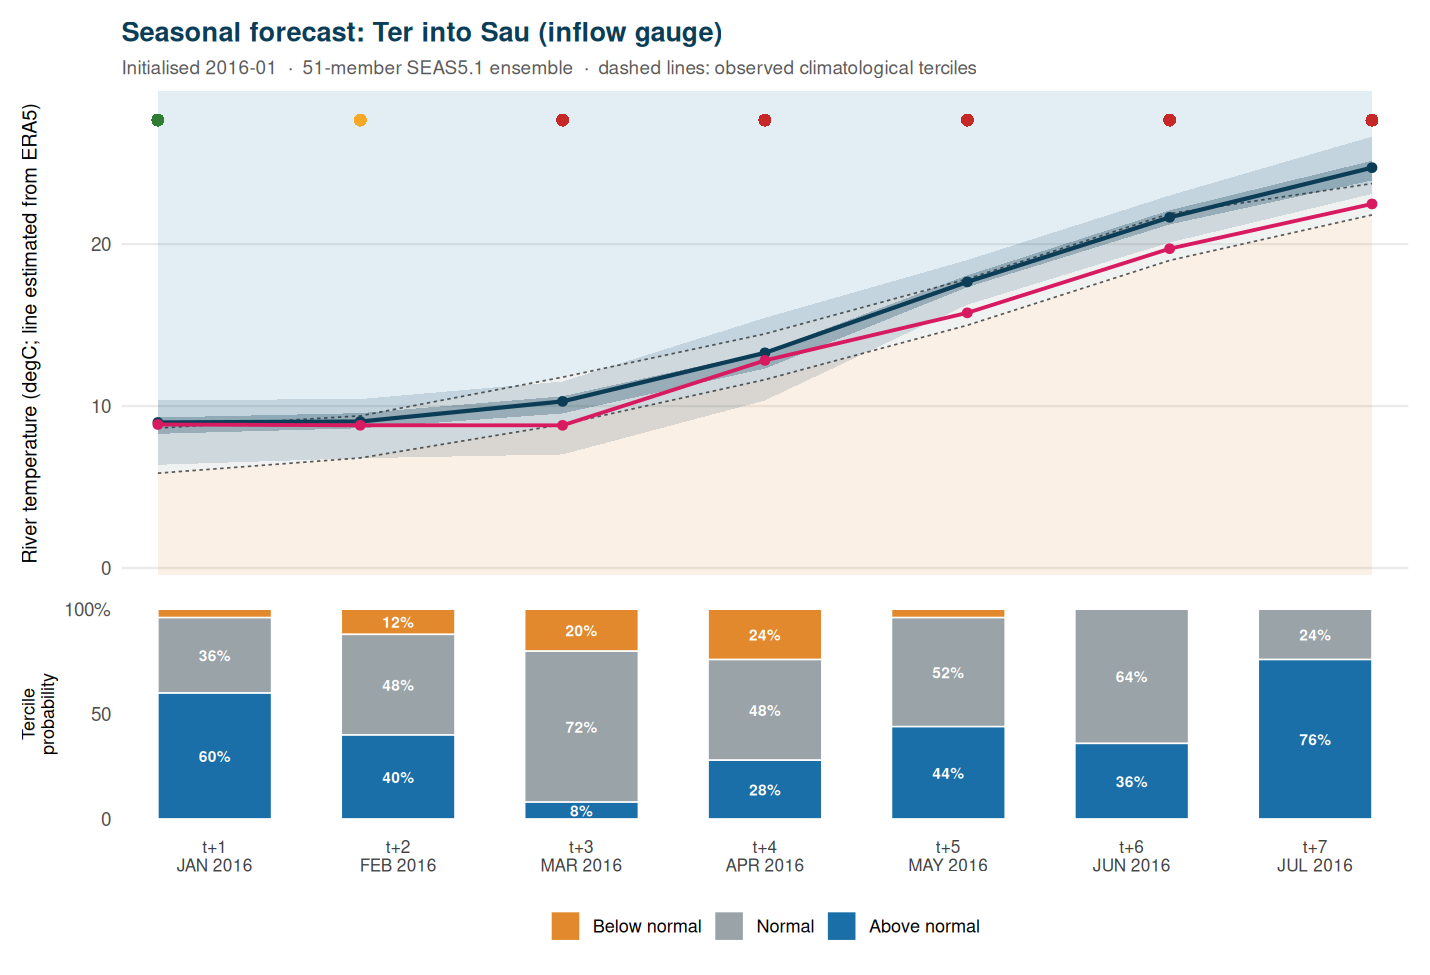 Seasonal forecast: Ter into Sau (inflow gauge)
Initialised 2016-01 · 51-member SEAS5.1 ensemble · dashed lines: observed climatological terciles
River temperature (degC; line estimated from ERA5)
20
10
0
Tercile
probability
100%
50
0
12% 20% 24%
36% 48% 72% 48% 52% 64% 24%
60% 40% 8% 28% 44% 36% 76%
t+1 t+2 t+3 t+4 t+5 t+6 t+7
JAN 2016 FEB 2016 MAR 2016 APR 2016 MAY 2016 JUN 2016 JUL 2016
Below normal Normal Above normal